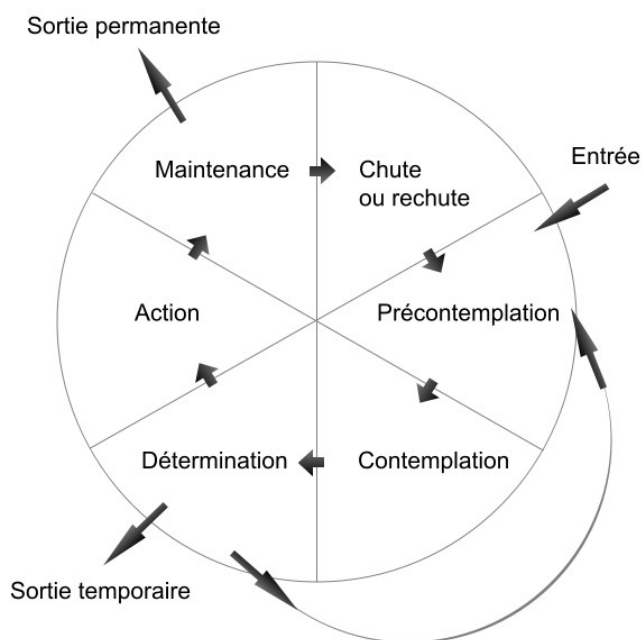 Sortie permanente
Entrée
Maintenance
Chute
ou rechute
Action
Précontemplation
Détermination
Contemplation
Sortie temporaire